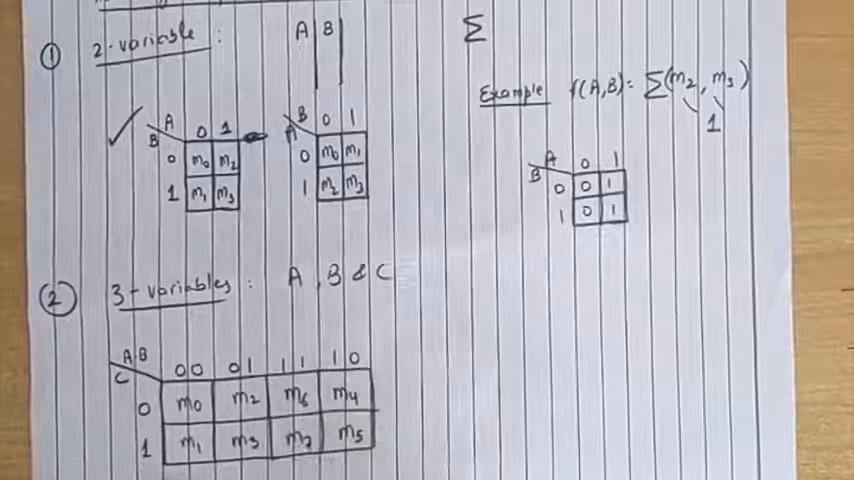 ① 2-variable :
A | B
A 0 1
B
0 m₀ m₂
1 m₁ m₃
B 0 1
A
0 m₀ m₁
1 m₂ m₃
② 3-variables : A, B & C
AB 00 01 11 10
C
0 m₀ m₂ m₆ m₄
1 m₁ m₃ m₇ m₅
Σ
Example f(A,B) = Σ(m₂, m₃)
1
A 0 1
B
0 0 1
1 0 1